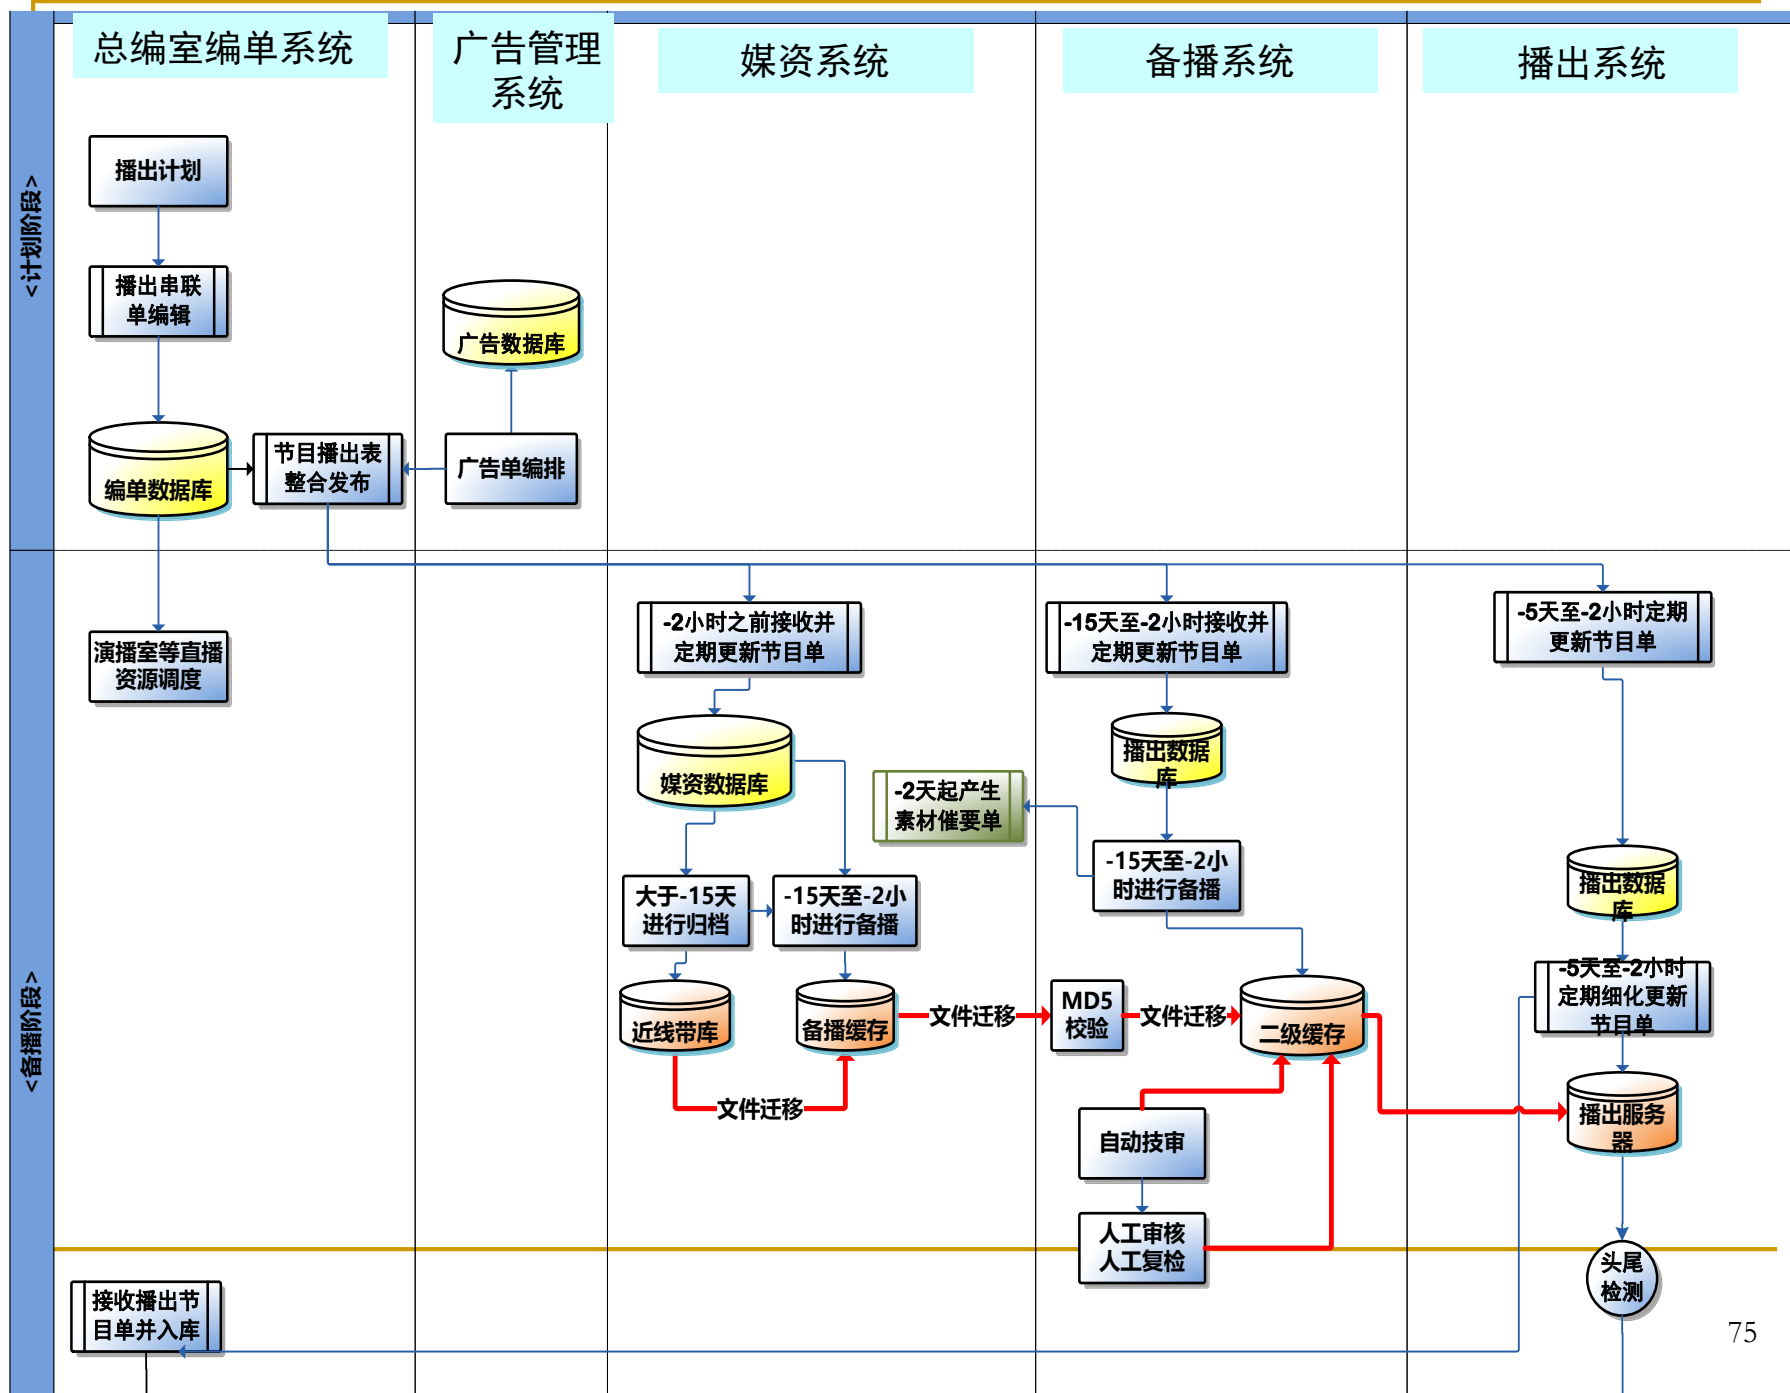 总编室编单系统
广告管理
系统
媒资系统
备播系统
播出系统
<计划阶段>
播出计划
播出串联
单编辑
广告数据库
编单数据库
节目播出表
整合发布
广告单编排
<备播阶段>
演播室等直播
资源调度
-2小时之前接收并
定期更新节目单
-15天至-2小时接收并
定期更新节目单
-5天至-2小时定期
更新节目单
媒资数据库
播出数据
库
-2天起产生
素材催要单
-15天至-2小
时进行备播
播出数据
库
大于-15天
进行归档
-15天至-2小
时进行备播
-5天至-2小时
定期细化更新
节目单
近线带库
备播缓存
文件迁移
MD5
校验
文件迁移
二级缓存
文件迁移
播出服务
器
自动技审
人工审核
人工复检
头尾
检测
接收播出节
目单并入库
75